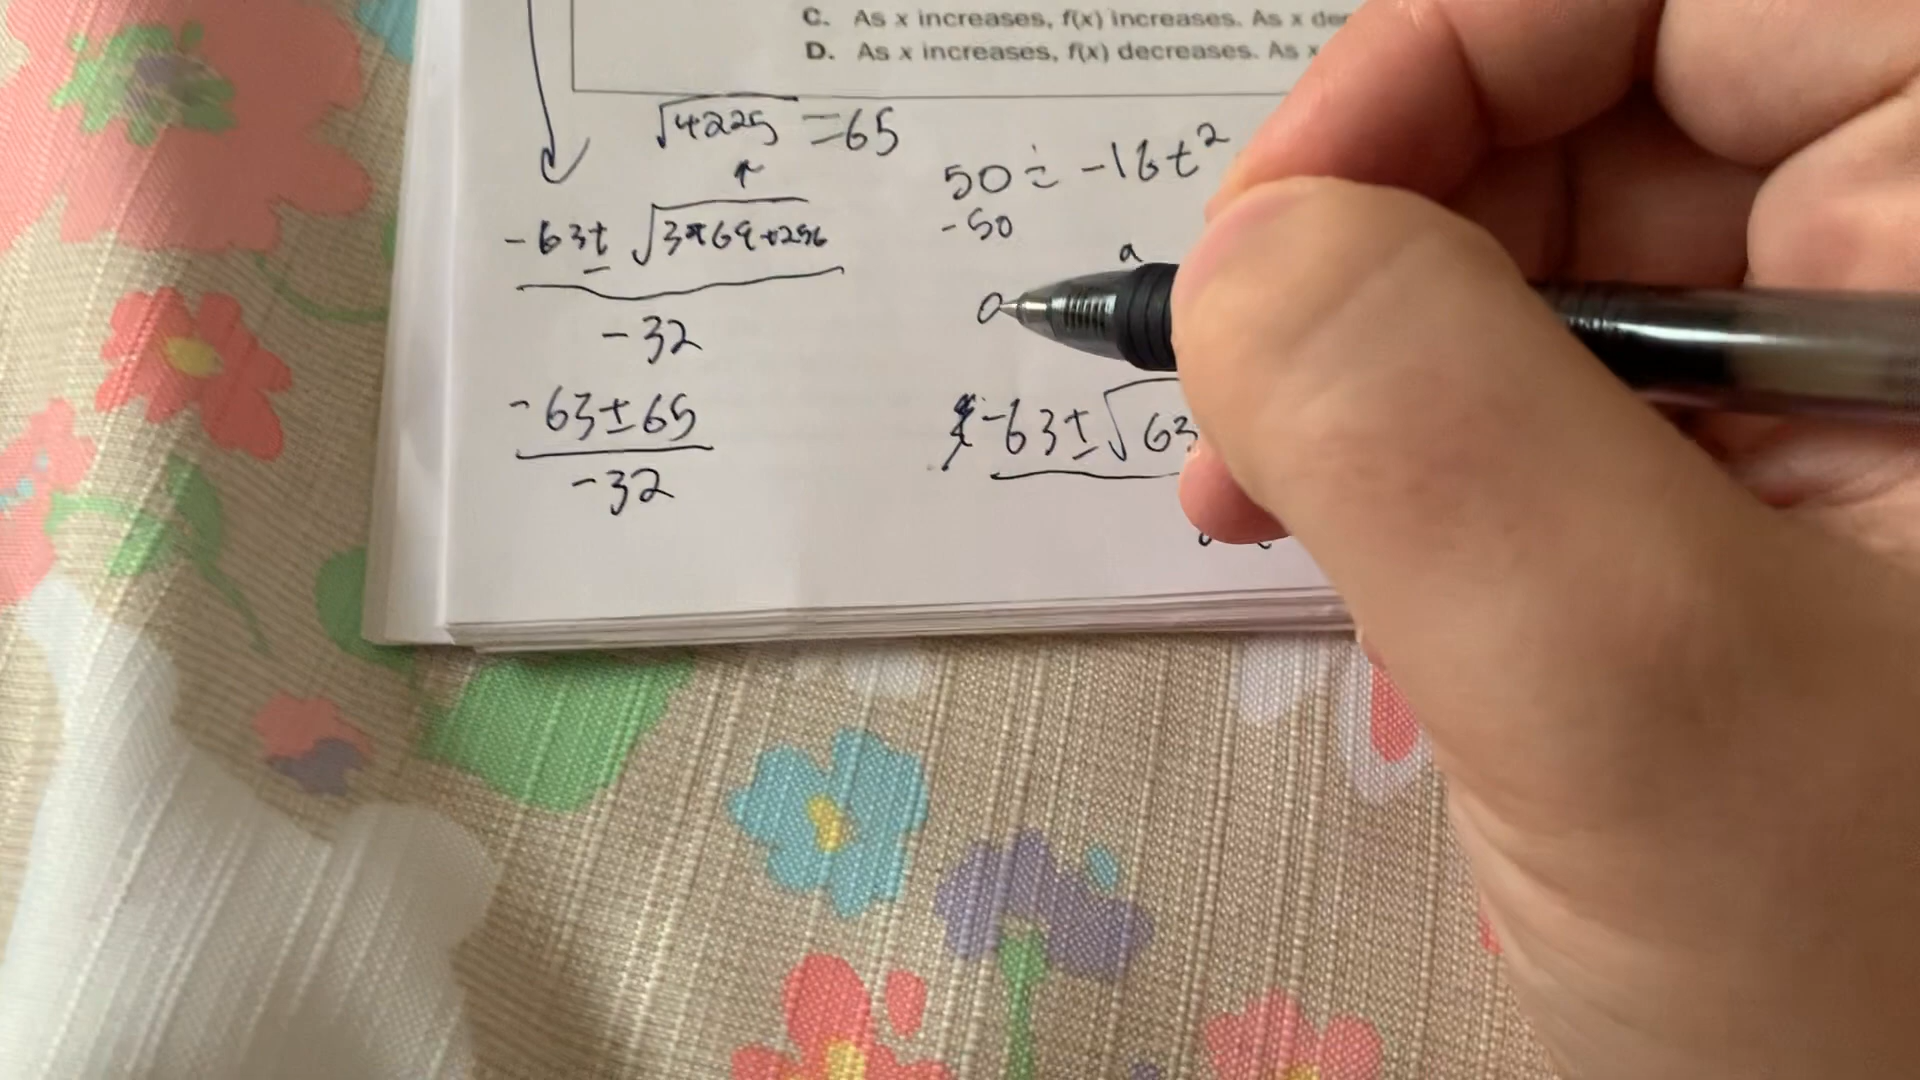 C. As x increases, f(x) increases. As x de
D. As x increases, f(x) decreases. As x
√4225 = 65
-63± √3969+256
-32
-63±65
-32
50 = -16t²
-50
a
0
-63±√63